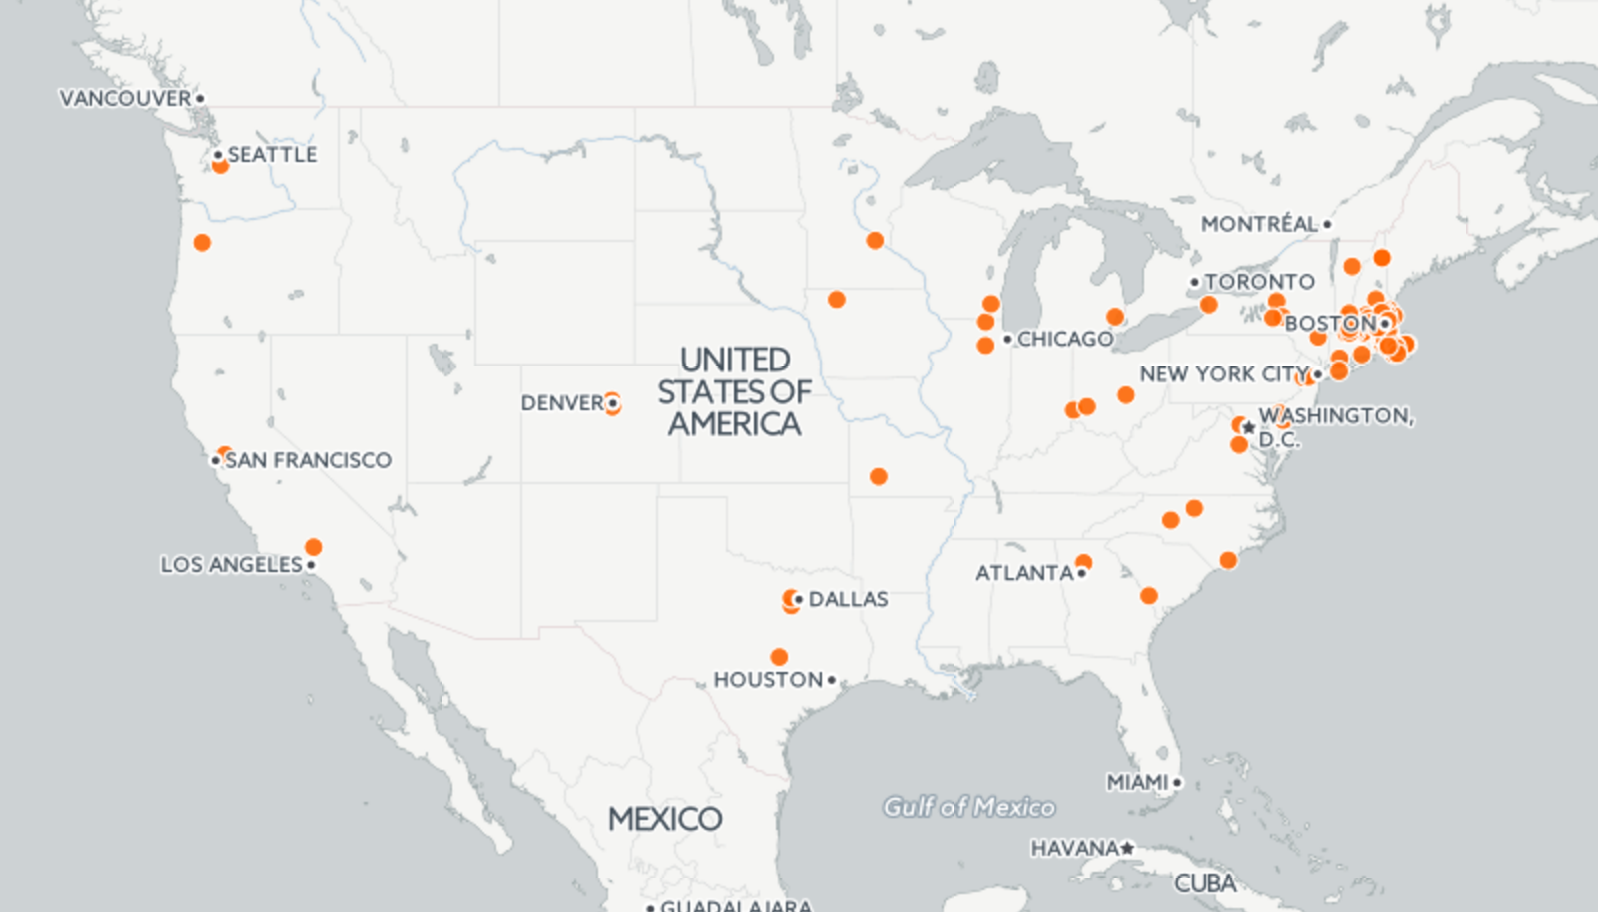 VANCOUVER
SEATTLE
MONTRÉAL
TORONTO
BOSTON
CHICAGO
UNITED
STATES OF
AMERICA
NEW YORK CITY
DENVER
WASHINGTON,
D.C.
SAN FRANCISCO
LOS ANGELES
ATLANTA
DALLAS
HOUSTON
MIAMI
Gulf of Mexico
MEXICO
HAVANA
CUBA
GUADALAJARA